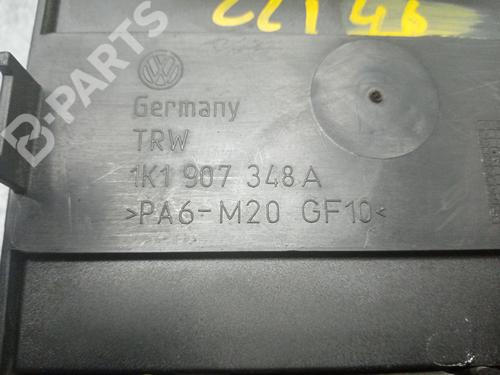 Germany
TRW
1K1 907 348 A
>PA6-M20 GF10<
B-PARTS